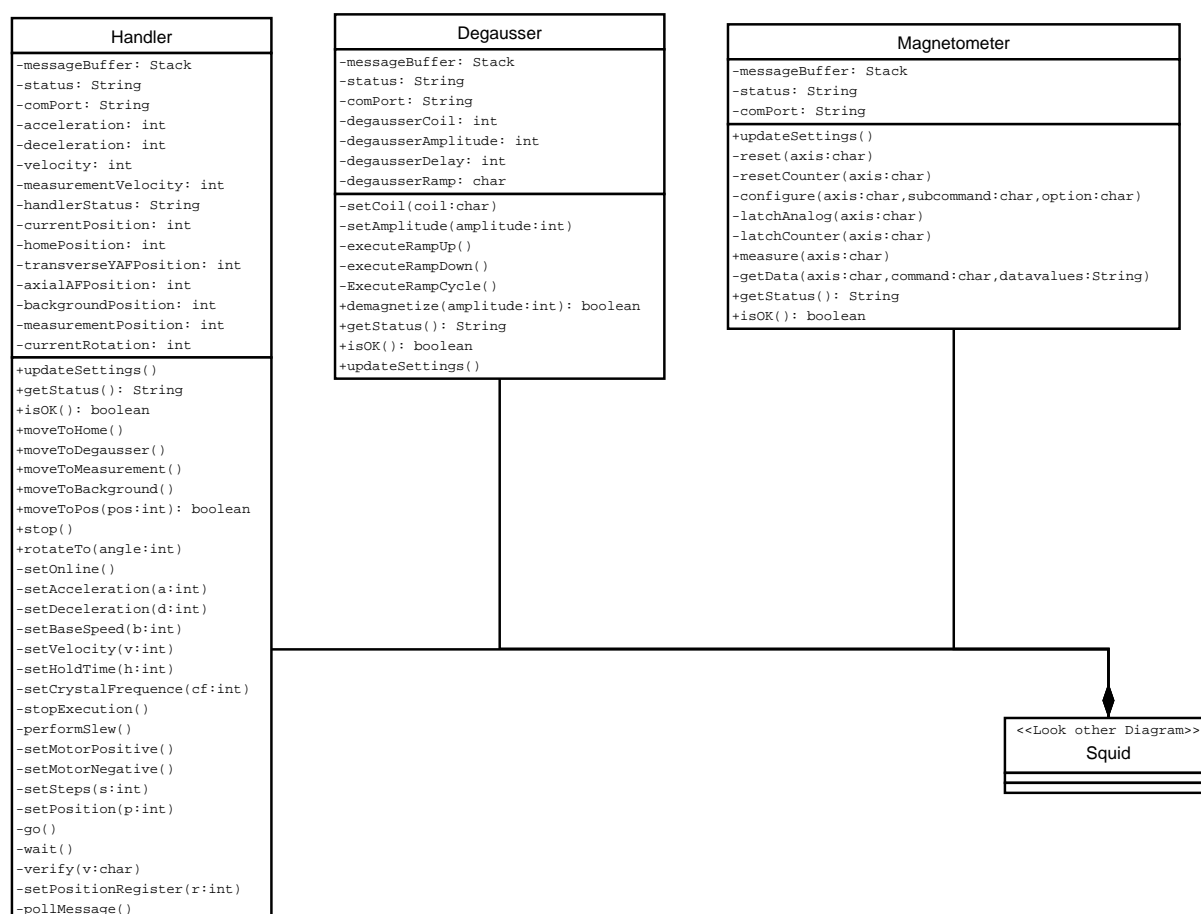 Handler
-messageBuffer: Stack
-status: String
-comPort: String
-acceleration: int
-deceleration: int
-velocity: int
-measurementVelocity: int
-handlerStatus: String
-currentPosition: int
-homePosition: int
-transverseYAFPosition: int
-axialAFPosition: int
-backgroundPosition: int
-measurementPosition: int
-currentRotation: int
+updateSettings()
+getStatus(): String
+isOK(): boolean
+moveToHome()
+moveToDegausser()
+moveToMeasurement()
+moveToBackground()
+moveToPos(pos:int): boolean
+stop()
+rotateTo(angle:int)
-setOnline()
-setAcceleration(a:int)
-setDeceleration(d:int)
-setBaseSpeed(b:int)
-setVelocity(v:int)
-setHoldTime(h:int)
-setCrystalFrequence(cf:int)
-stopExecution()
-performSlew()
-setMotorPositive()
-setMotorNegative()
-setSteps(s:int)
-setPosition(p:int)
-go()
-wait()
-verify(v:char)
-setPositionRegister(r:int)
-pollMessage()
Degausser
-messageBuffer: Stack
-status: String
-comPort: String
-degausserCoil: int
-degausserAmplitude: int
-degausserDelay: int
-degausserRamp: char
-setCoil(coil:char)
-setAmplitude(amplitude:int)
-executeRampUp()
-executeRampDown()
-ExecuteRampCycle()
+demagnetize(amplitude:int): boolean
+getStatus(): String
+isOK(): boolean
+updateSettings()
Magnetometer
-messageBuffer: Stack
-status: String
-comPort: String
+updateSettings()
-reset(axis:char)
-resetCounter(axis:char)
-configure(axis:char,subcommand:char,option:char)
-latchAnalog(axis:char)
-latchCounter(axis:char)
+measure(axis:char)
-getData(axis:char,command:char,datavalues:String)
+getStatus(): String
+isOK(): boolean
<<Look other Diagram>>
Squid